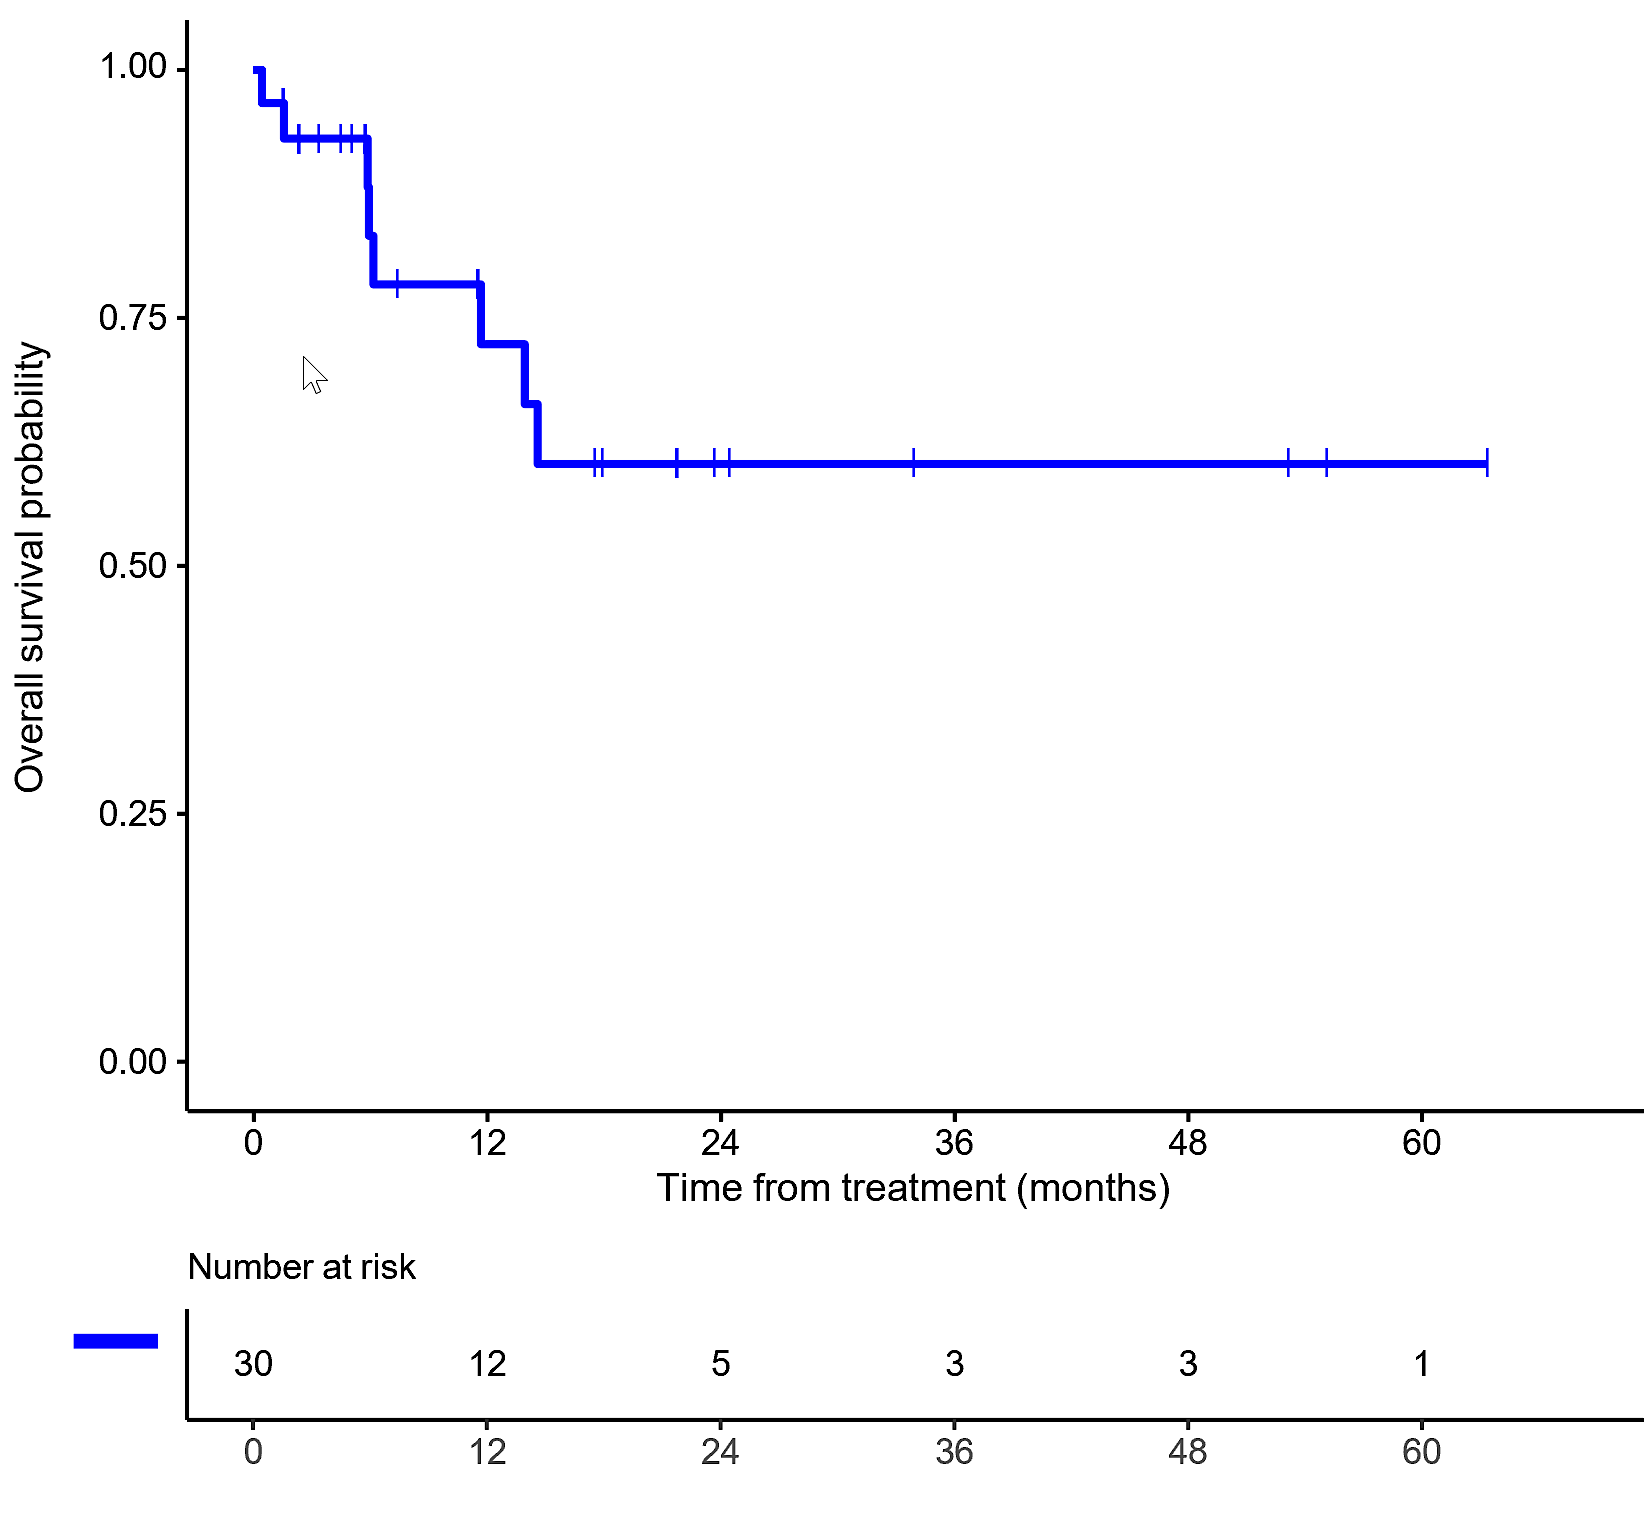 Overall survival probability
1.00
0.75
0.50
0.25
0.00
0 12 24 36 48 60
Time from treatment (months)
Number at risk
30 12 5 3 3 1
0 12 24 36 48 60